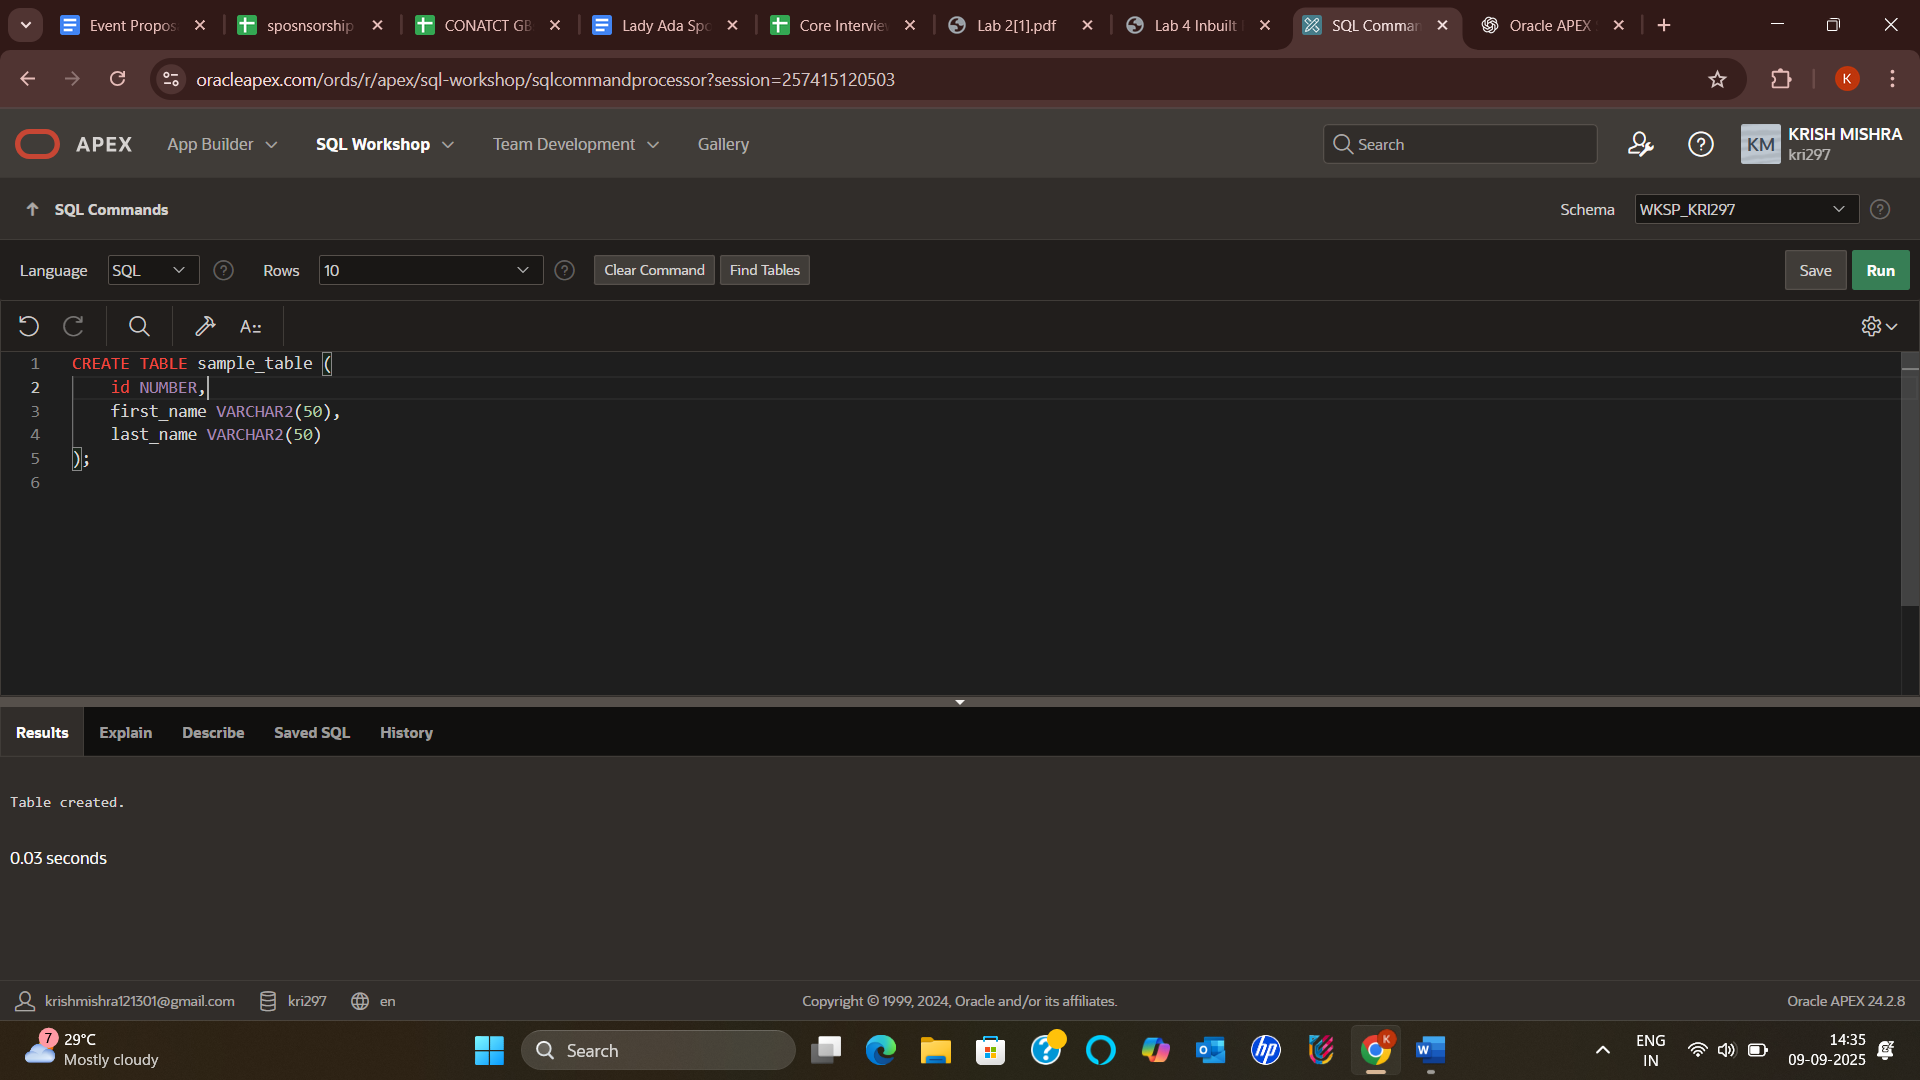 Event Propos
sposnsorship
CONATCT GB
Lady Ada Spo
Core Interview
Lab 2[1].pdf
Lab 4 Inbuilt
SQL Comman
Oracle APEX
oracleapex.com/ords/r/apex/sql-workshop/sqlcommandprocessor?session=257415120503
K
APEX
App Builder
SQL Workshop
Team Development
Gallery
Search
KM
KRISH MISHRA
kri297
SQL Commands
Schema
WKSP_KRI297
Language
SQL
Rows
10
Clear Command
Find Tables
Save
Run
1 CREATE TABLE sample_table (
2 id NUMBER,
3 first_name VARCHAR2(50),
4 last_name VARCHAR2(50)
5 );
6
Results
Explain
Describe
Saved SQL
History
Table created.
0.03 seconds
krishmishra121301@gmail.com
kri297
en
Copyright © 1999, 2024, Oracle and/or its affiliates.
Oracle APEX 24.2.8
7
29°C
Mostly cloudy
Search
hp
K
W
ENG
IN
14:35
09-09-2025